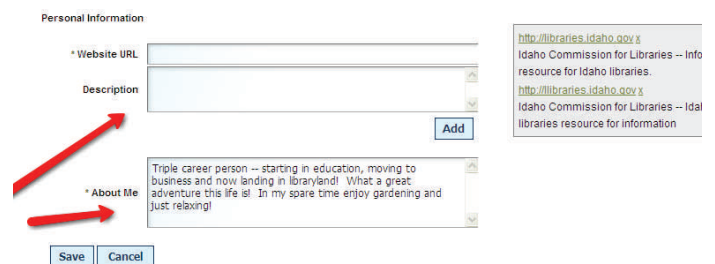 Personal Information
* Website URL
Description
Add
* About Me
Triple career person -- starting in education, moving to
business and now landing in libraryland! What a great
adventure this life is! In my spare time enjoy gardening and
just relaxing!
Save Cancel
http://libraries.idaho.gov x
Idaho Commission for Libraries -- Info
resource for Idaho libraries.
http://llibraries.idaho.gov x
Idaho Commission for Libraries -- Idal
libraries resource for information